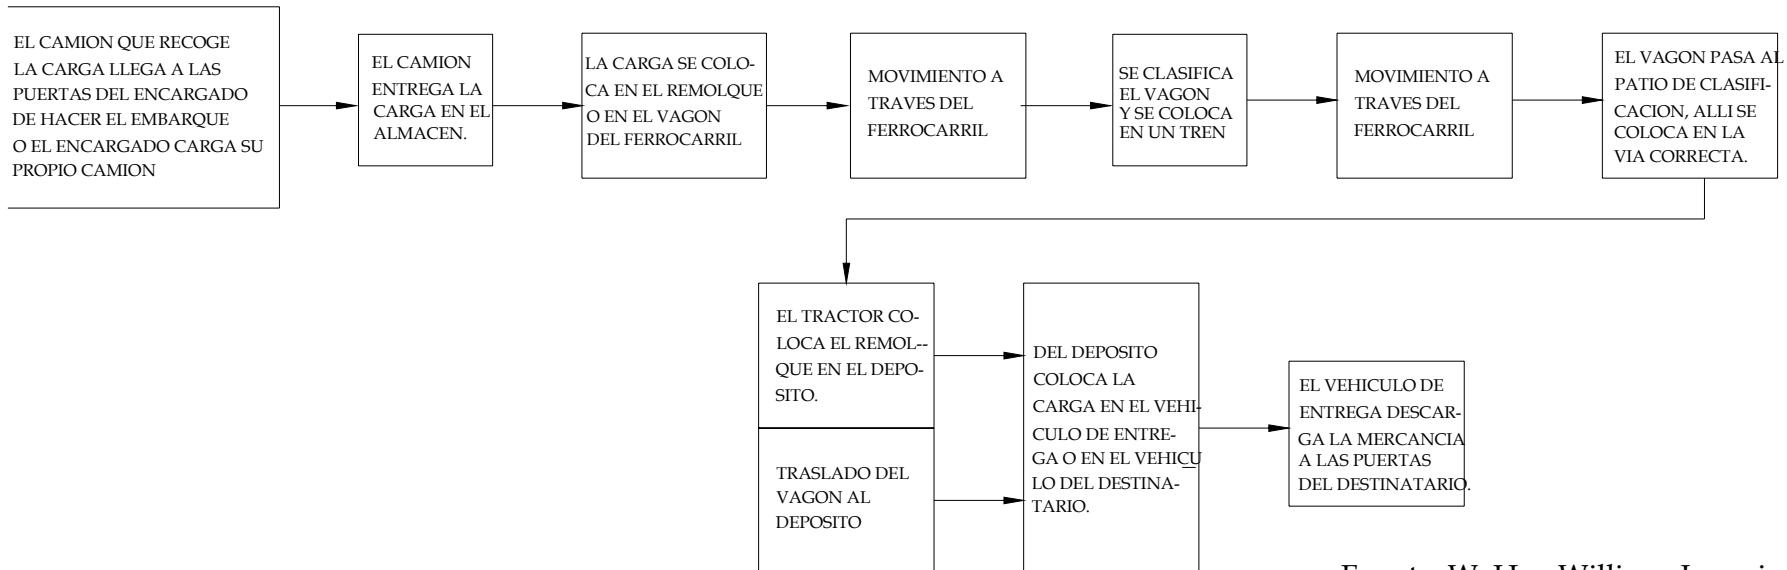 EL CAMION QUE RECOGE
LA CARGA LLEGA A LAS
PUERTAS DEL ENCARGADO
DE HACER EL EMBARQUE
O EL ENCARGADO CARGA SU
PROPIO CAMION
EL CAMION
ENTREGA LA
CARGA EN EL
ALMACEN.
LA CARGA SE COLO-
CA EN EL REMOLQUE
O EN EL VAGON
DEL FERROCARRIL
MOVIMIENTO A
TRAVES DEL
FERROCARRIL
SE CLASIFICA
EL VAGON
Y SE COLOCA
EN UN TREN
MOVIMIENTO A
TRAVES DEL
FERROCARRIL
EL VAGON PASA AL
PATIO DE CLASIFI-
CACION, ALLI SE
COLOCA EN LA
VIA CORRECTA.
EL TRACTOR CO-
LOCA EL REMOL--
QUE EN EL DEPO-
SITO.
TRASLADO DEL
VAGON AL
DEPOSITO
DEL DEPOSITO
COLOCA LA
CARGA EN EL VEHI-
CULO DE ENTRE-
GA O EN EL VEHICU
LO DEL DESTINA-
TARIO.
EL VEHICULO DE
ENTREGA DESCAR-
GA LA MERCANCIA
A LAS PUERTAS
DEL DESTINATARIO.